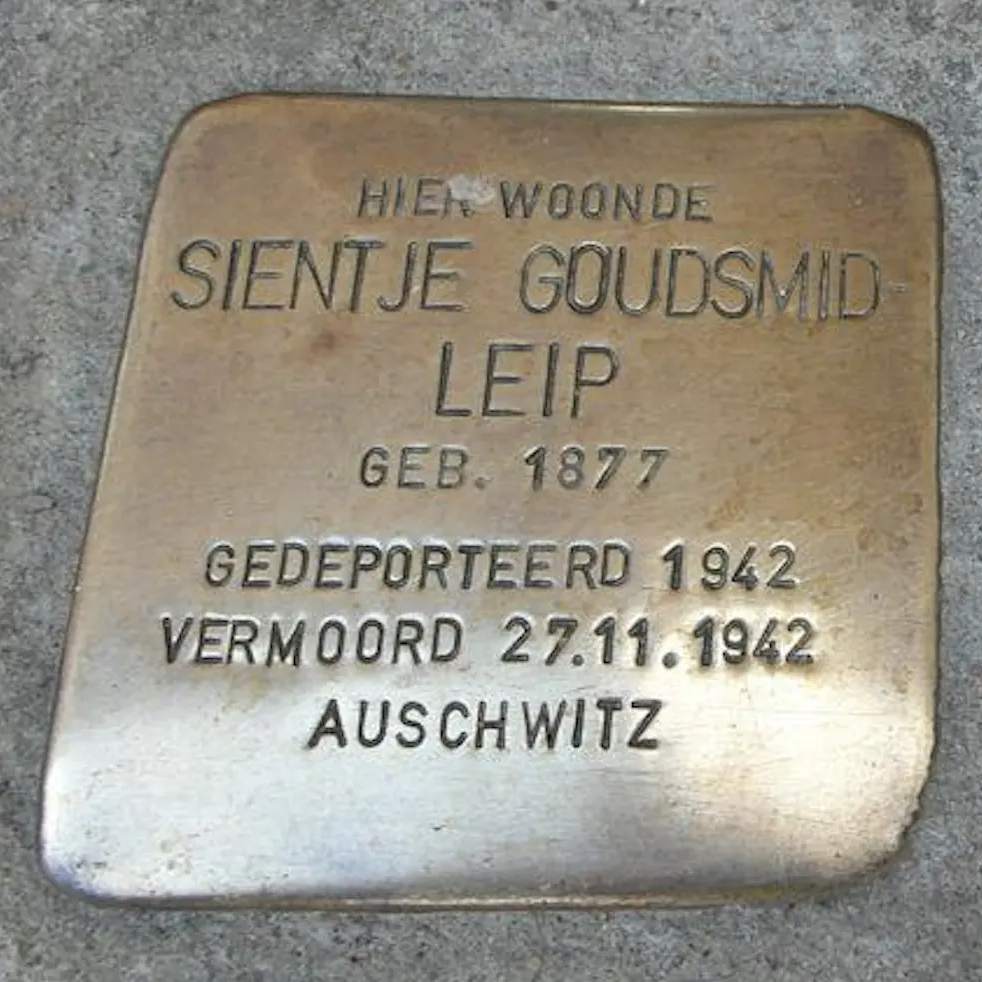 HIER WOONDE
SIENTJE GOUDSMID-
LEIP
GEB. 1877
GEDEPORTEERD 1942
VERMOORD 27.11.1942
AUSCHWITZ